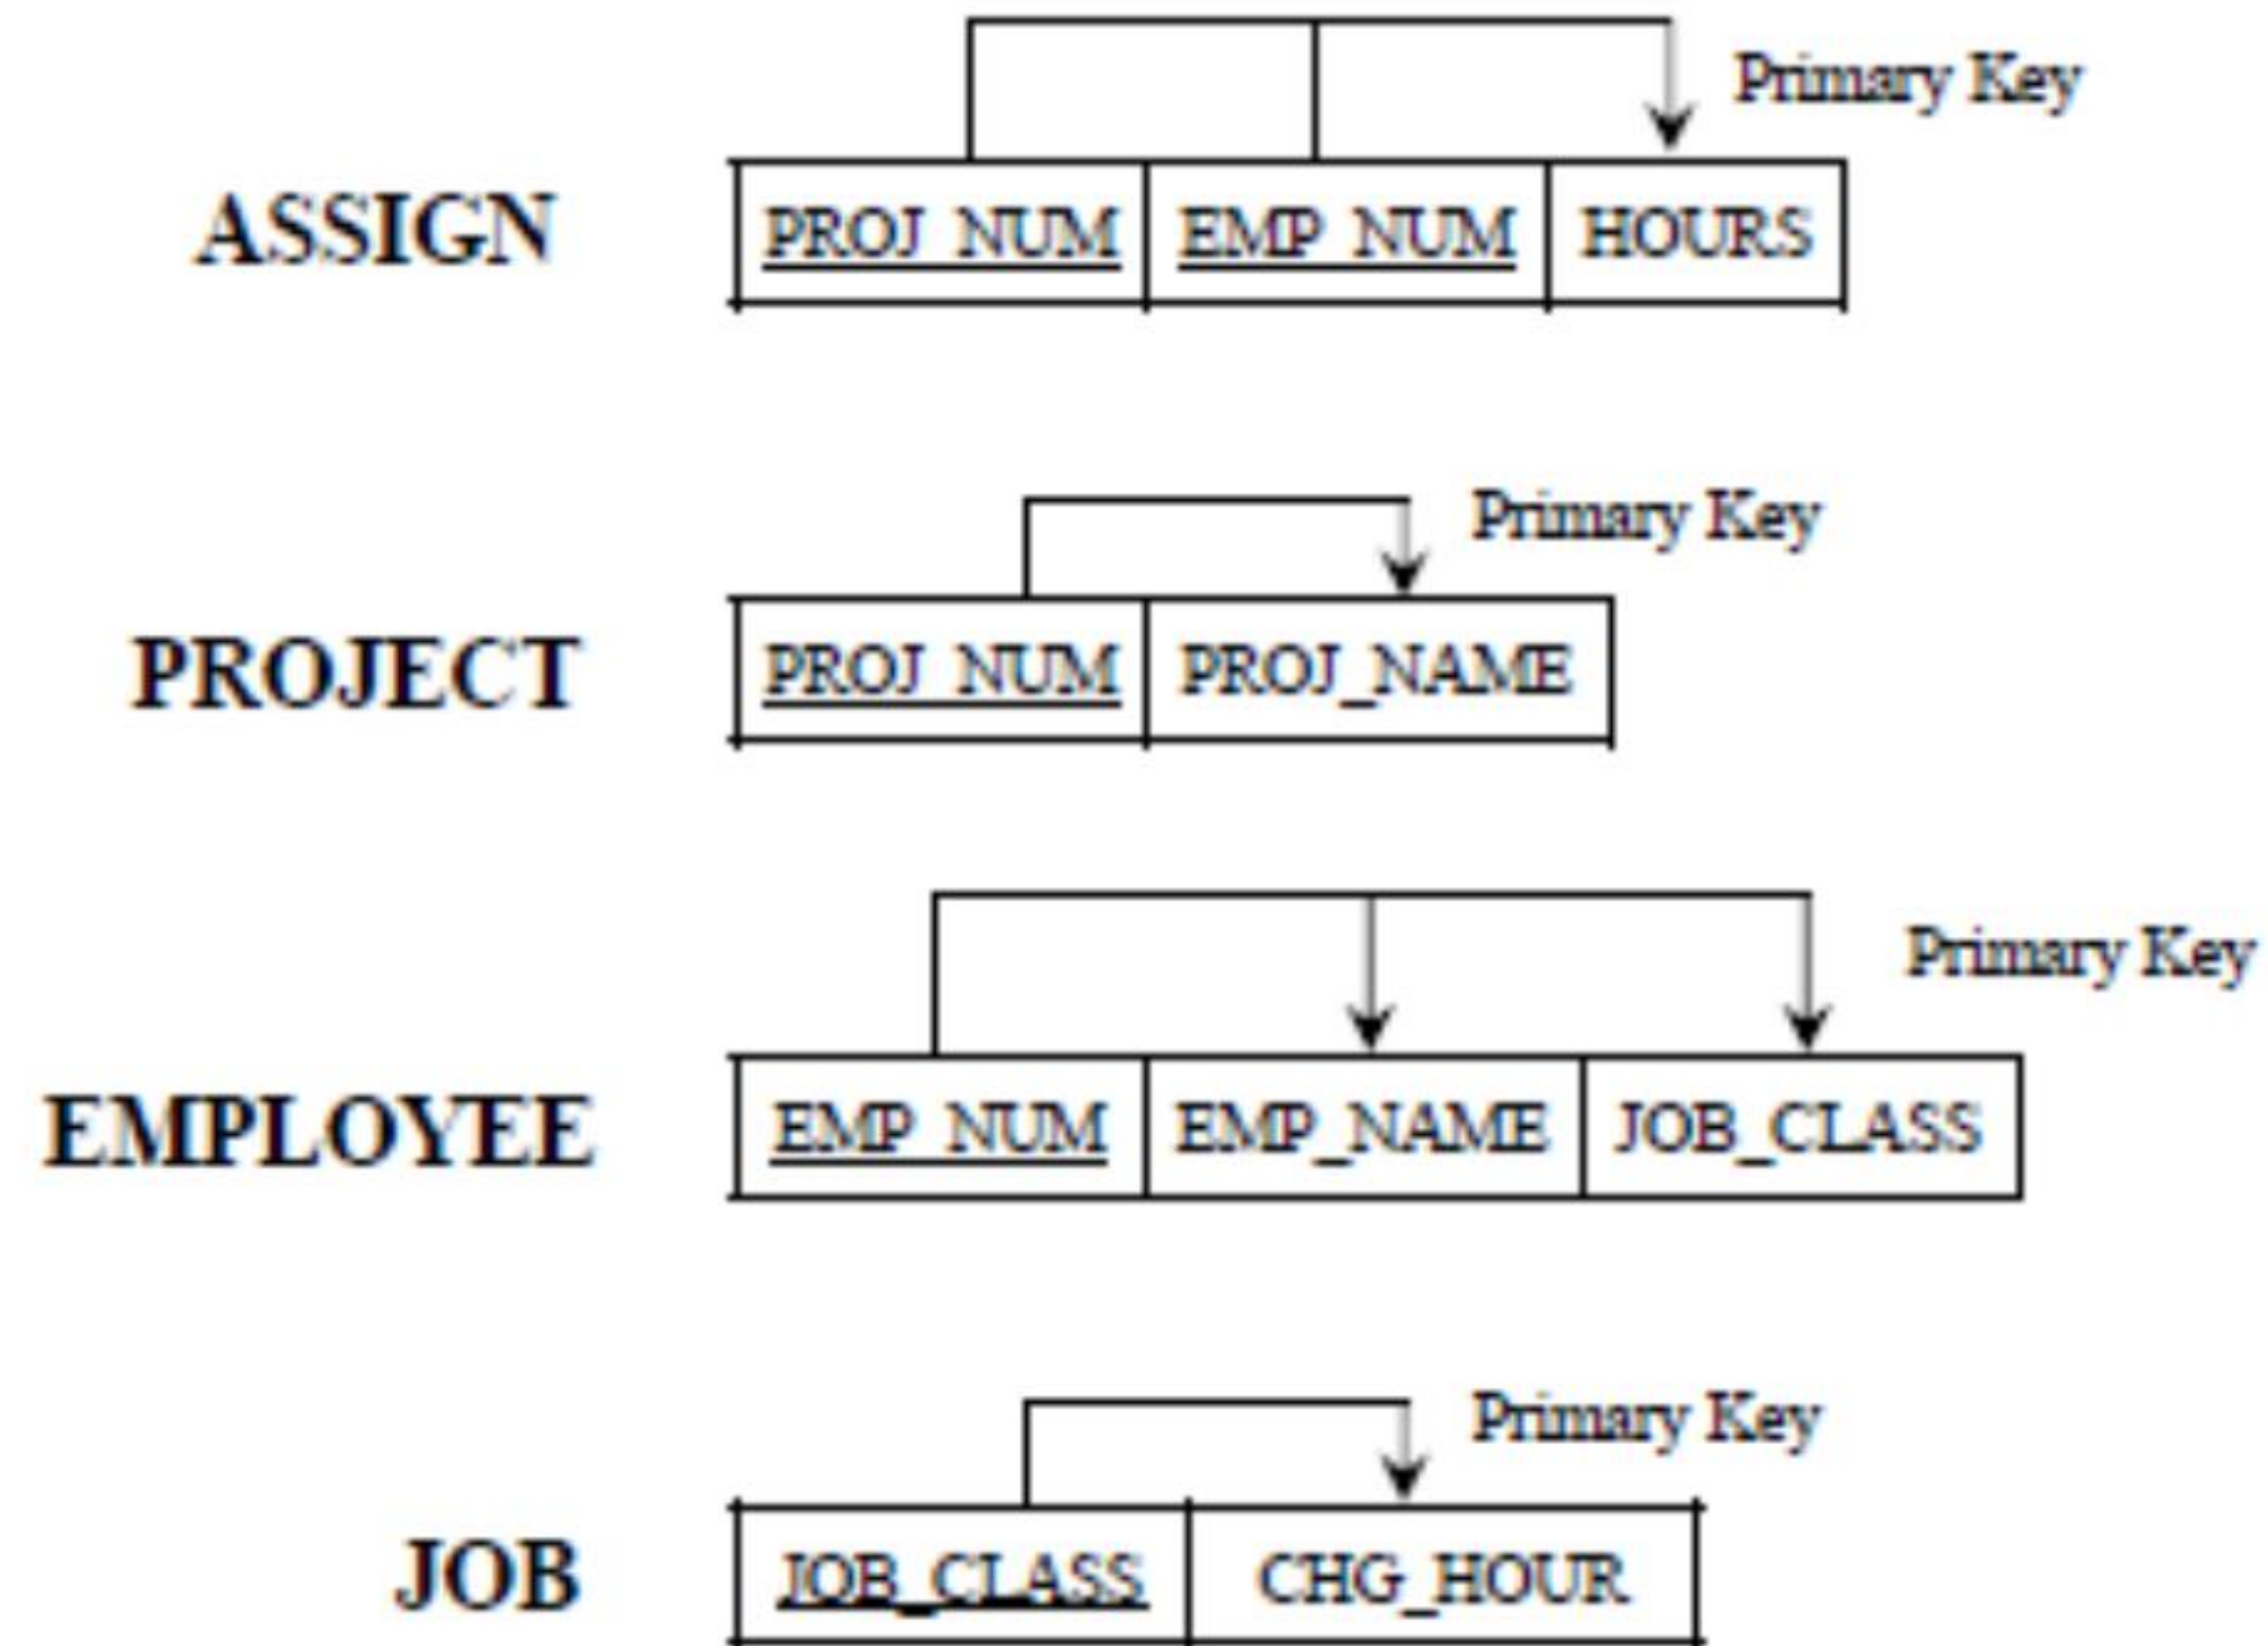 Primary Key
ASSIGN PROJ_NUM EMP_NUM HOURS
Primary Key
PROJECT PROJ_NUM PROJ_NAME
Primary Key
EMPLOYEE EMP_NUM EMP_NAME JOB_CLASS
Primary Key
JOB JOB_CLASS CHG_HOUR